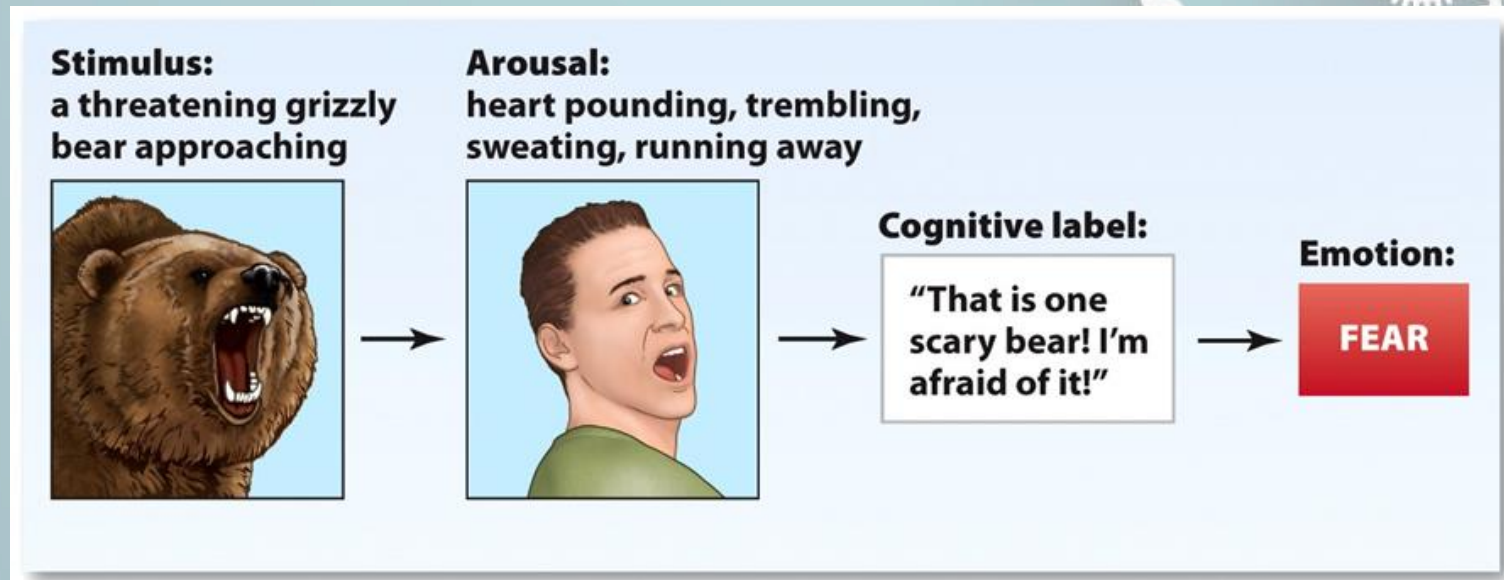 Stimulus:
a threatening grizzly
bear approaching
Arousal:
heart pounding, trembling,
sweating, running away
Cognitive label:
“That is one
scary bear! I’m
afraid of it!”
Emotion:
FEAR